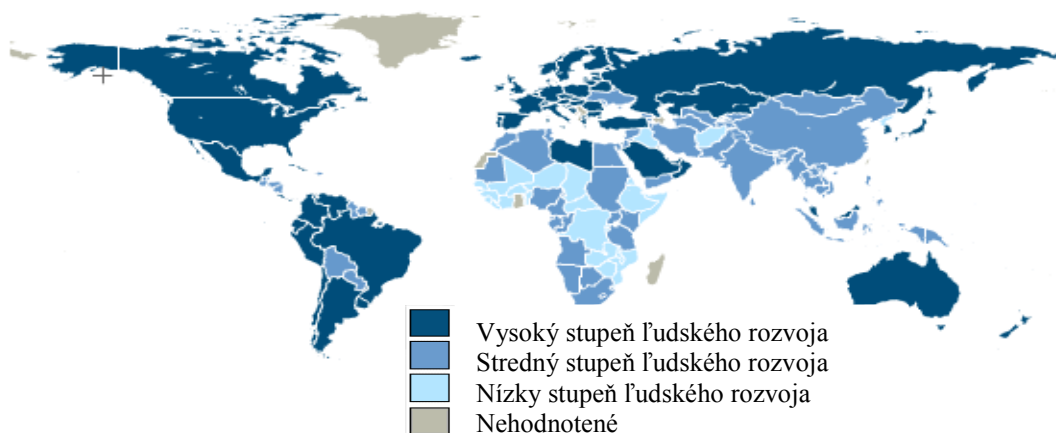 Vysoký stupeň ľudského rozvoja
Stredný stupeň ľudského rozvoja
Nízky stupeň ľudského rozvoja
Nehodnotené